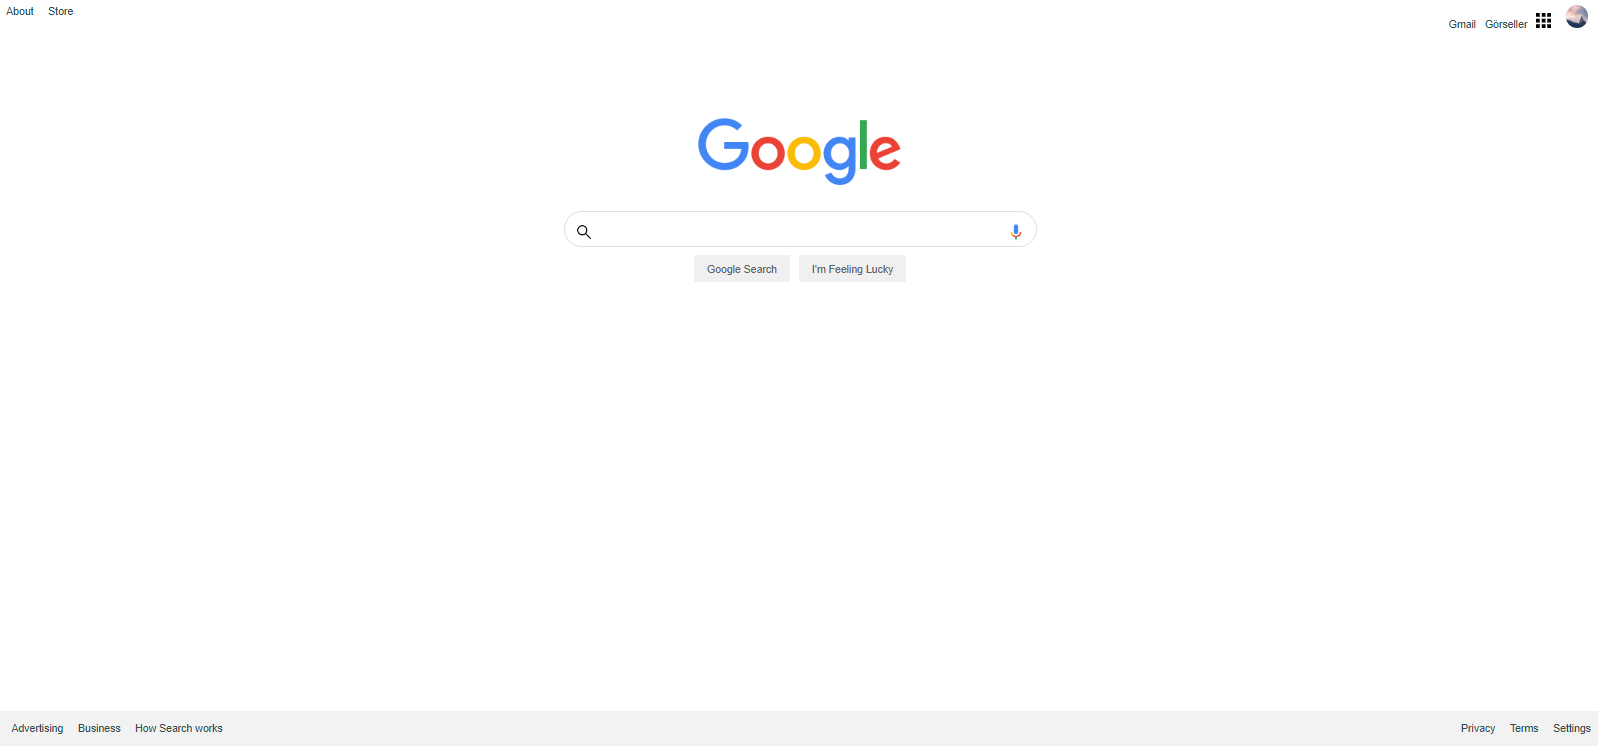 About Store
Gmail Görseller
Google
Google Search I'm Feeling Lucky
Advertising Business How Search works Privacy Terms Settings